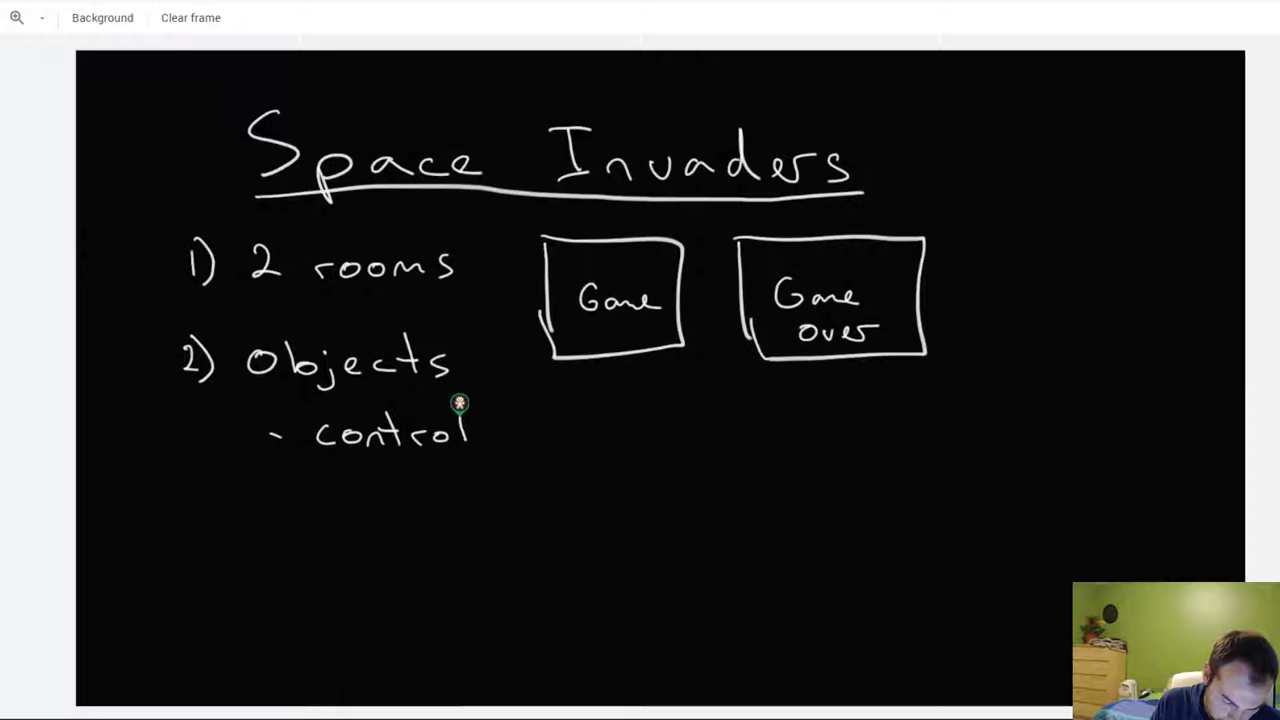 Background Clear frame
Space Invaders
1) 2 rooms
Game
Game
over
2) Objects
- control